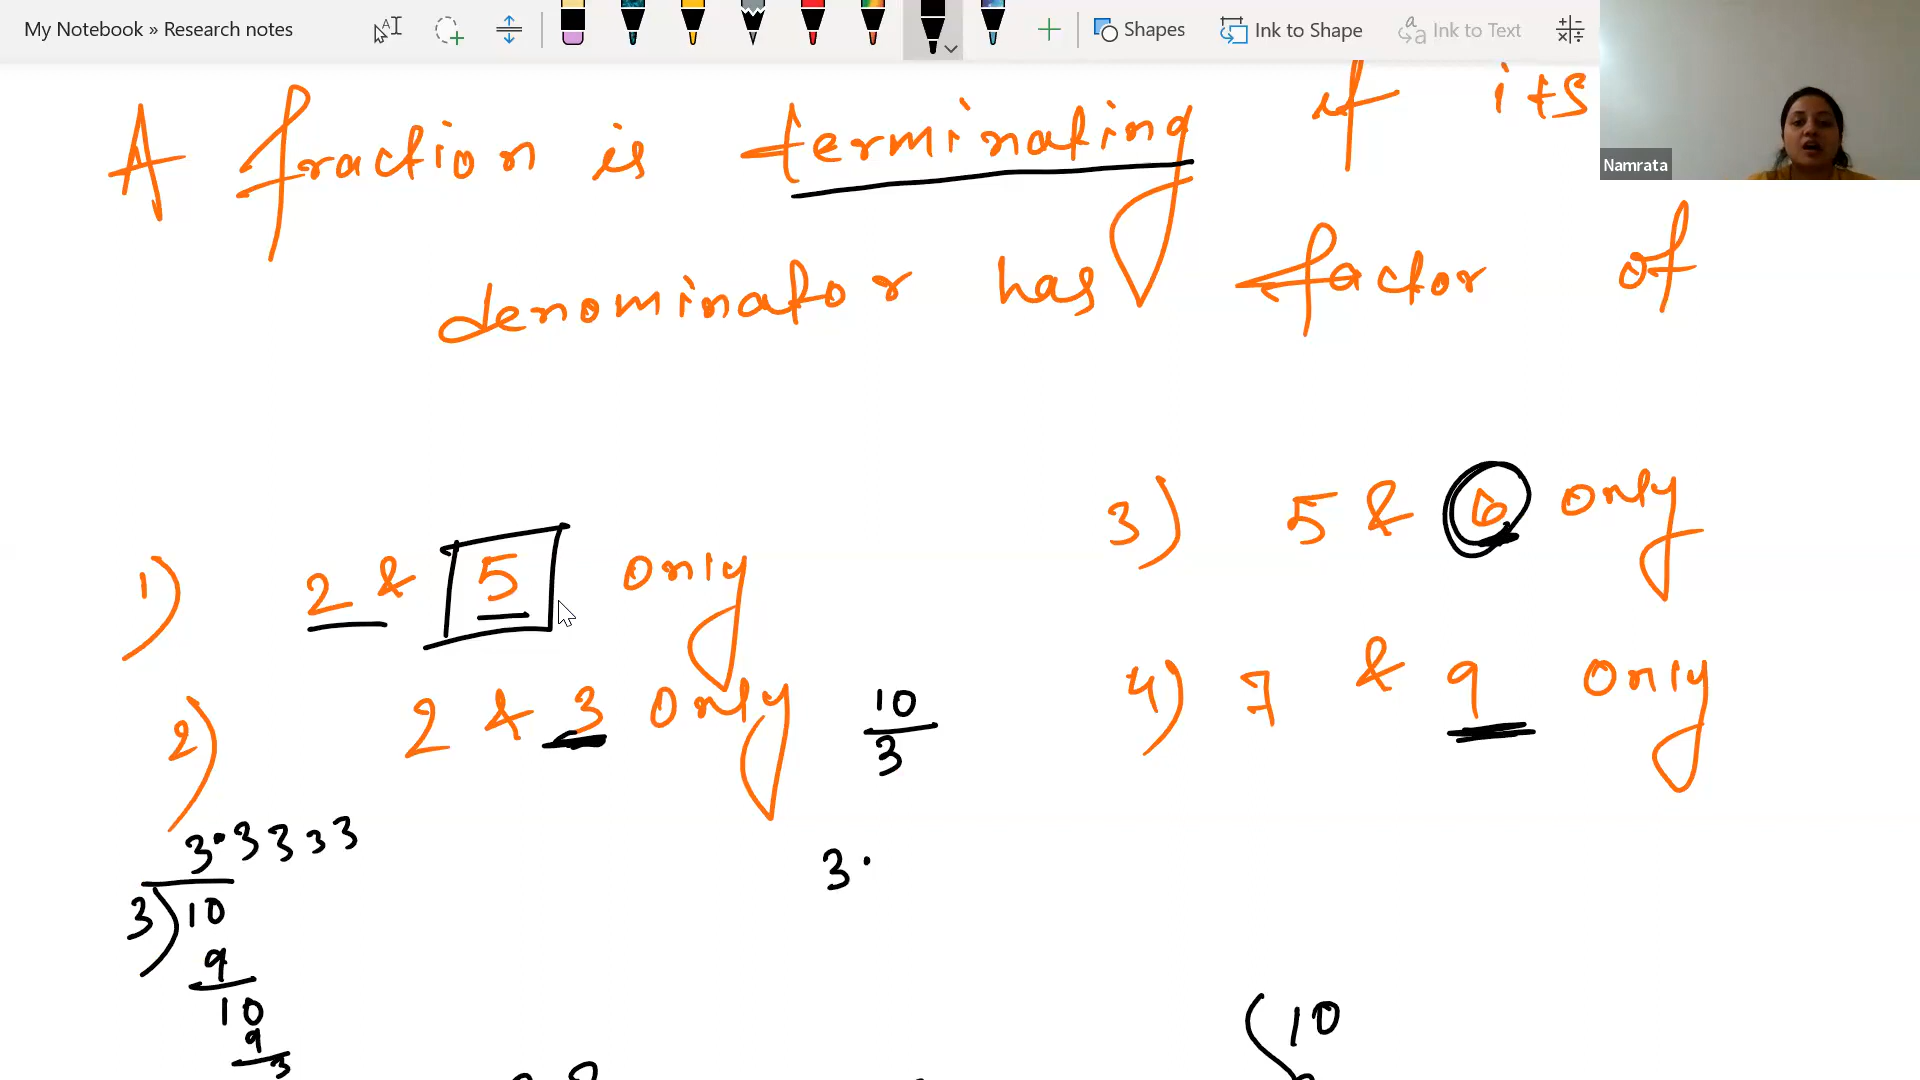 My Notebook » Research notes
Shapes
Ink to Shape
Ink to Text
Namrata
A fraction is terminating if its
denominator has factor of
1) 2 & 5 only
2) 2 & 3 only
3) 5 & 6 only
4) 7 & 9 only
10
3
3.3333
3) 10
9
10
9
3
3.
10